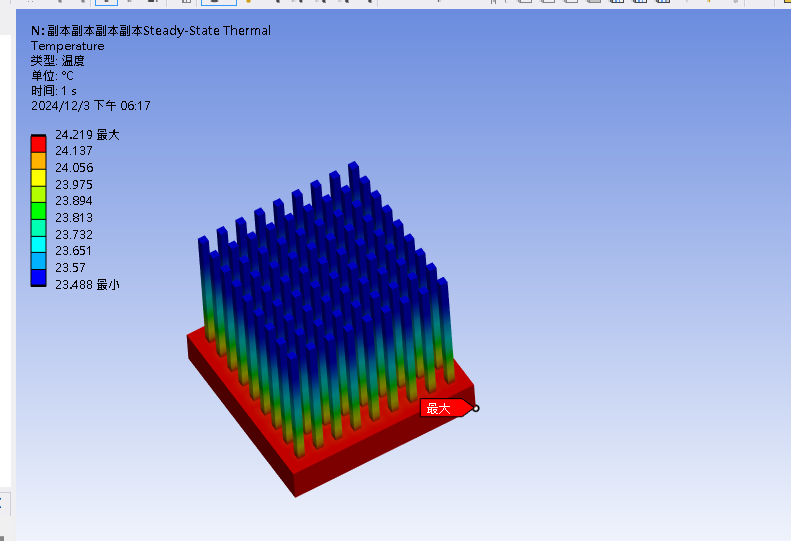 N: 副本副本副本副本Steady-State Thermal
Temperature
类型: 温度
单位: °C
时间: 1 s
2024/12/3 下午 06:17
24.219 最大
24.137
24.056
23.975
23.894
23.813
23.732
23.651
23.57
23.488 最小
最大